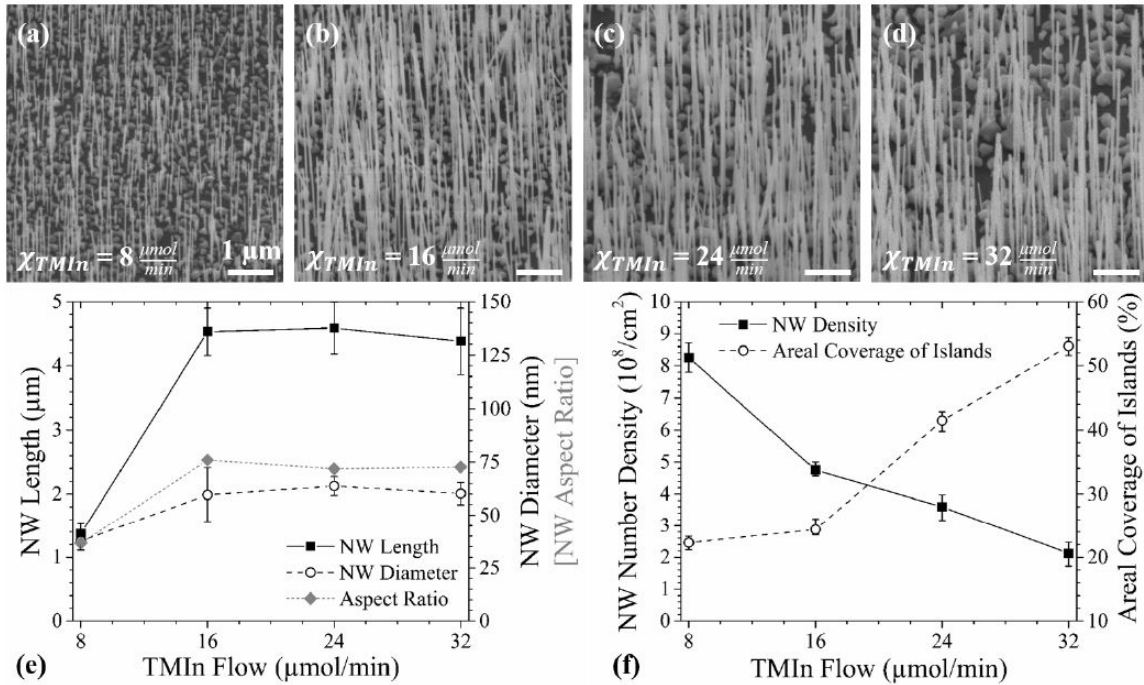 (a)
(b)
(c)
(d)
χTMIn = 8 μmol/min
1 μm
χTMIn = 16 μmol/min
χTMIn = 24 μmol/min
χTMIn = 32 μmol/min
5
4
3
2
1
0
NW Length (μm)
150
125
100
75
50
25
0
NW Diameter (nm)
[NW Aspect Ratio]
NW Length
NW Diameter
Aspect Ratio
8
16
24
32
(e)
TMIn Flow (μmol/min)
10
9
8
7
6
5
4
3
2
1
0
NW Number Density (10⁸/cm²)
NW Density
Areal Coverage of Islands
60
50
40
30
20
10
Areal Coverage of Islands (%)
8
16
24
32
(f)
TMIn Flow (μmol/min)